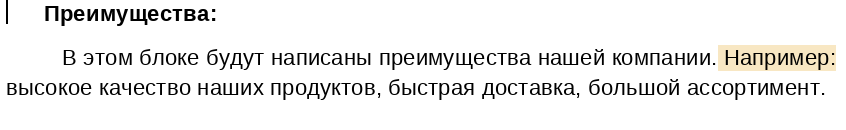 Преимущества:
В этом блоке будут написаны преимущества нашей компании. Например:
высокое качество наших продуктов, быстрая доставка, большой ассортимент.